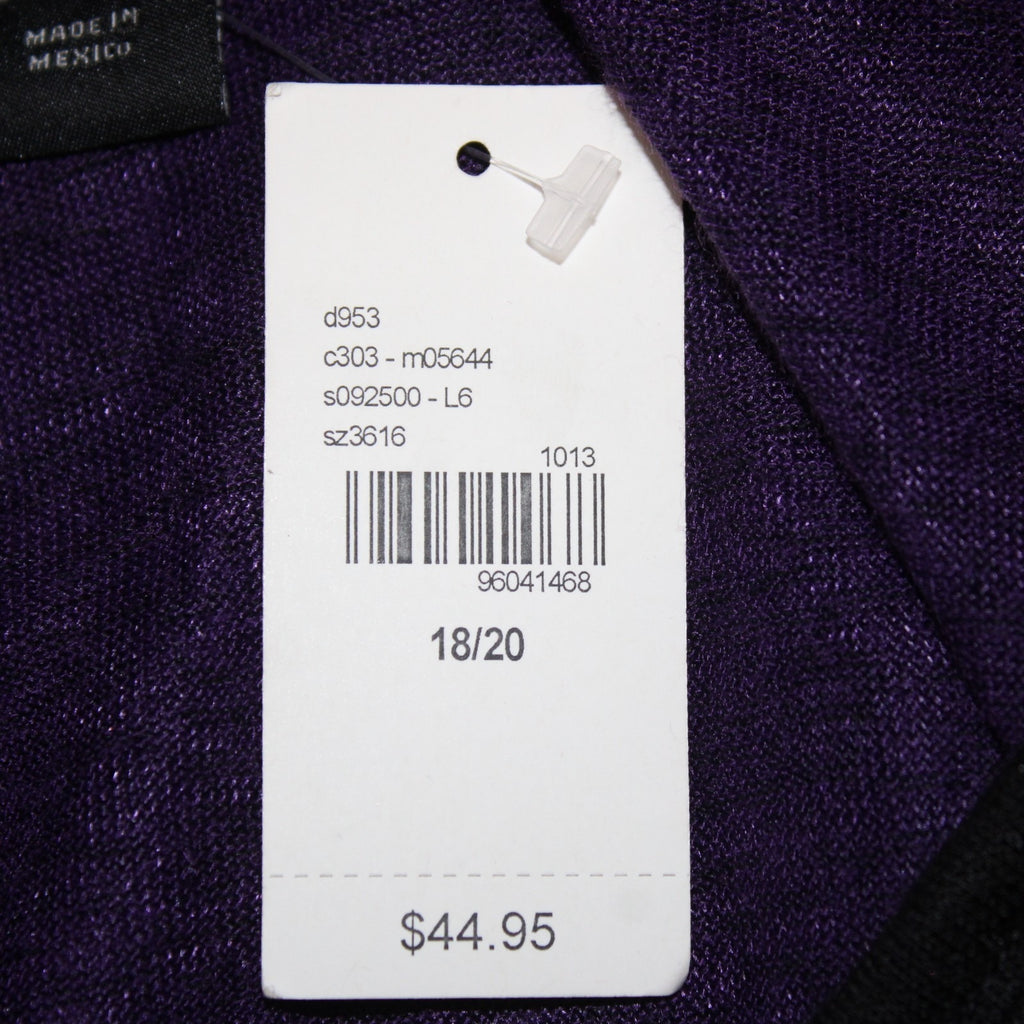 MADE IN
MEXICO
d953
c303 - m05644
s092500 - L6
sz3616
1013
96041468
18/20
$44.95